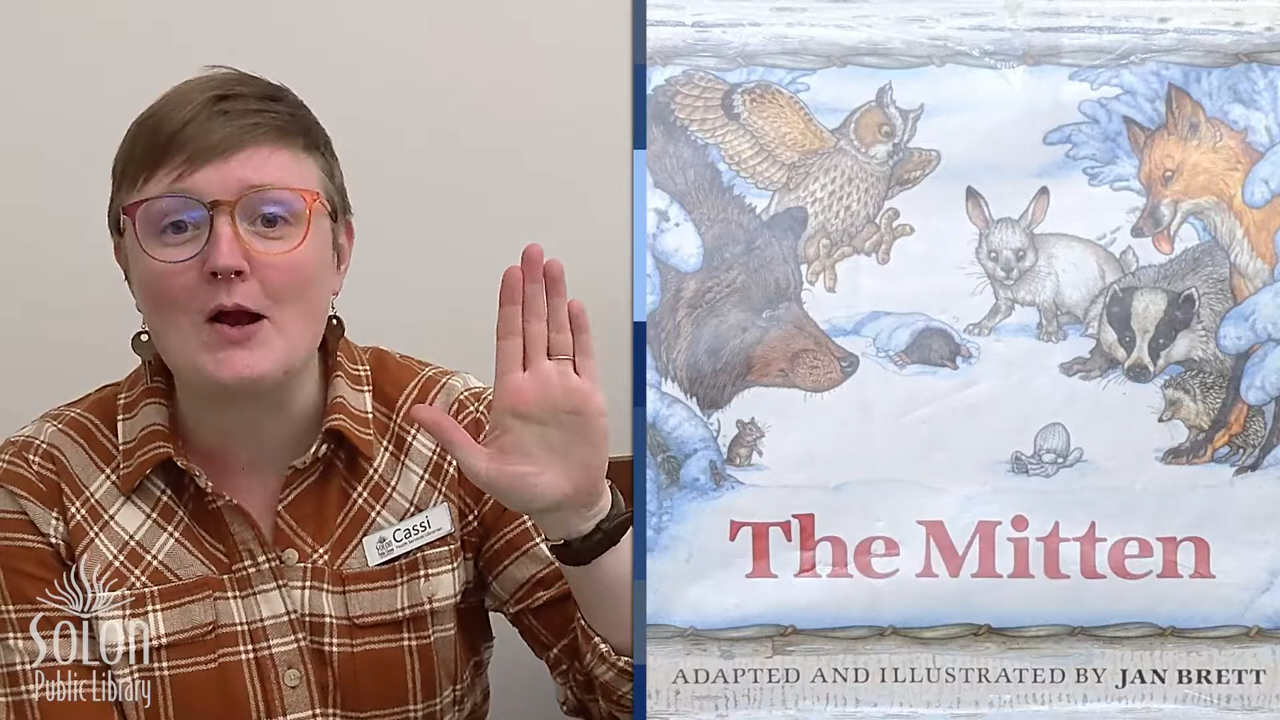 Cassi
SOLON
Public Library
The Mitten
ADAPTED AND ILLUSTRATED BY JAN BRETT